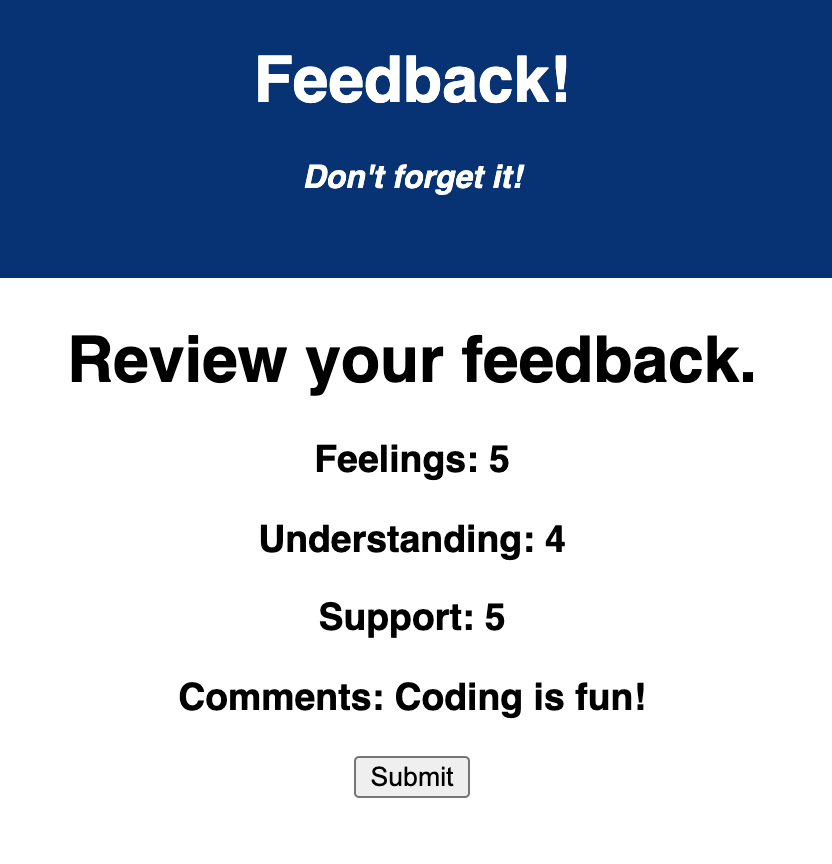 Feedback!
Don't forget it!
Review your feedback.
Feelings: 5
Understanding: 4
Support: 5
Comments: Coding is fun!
Submit